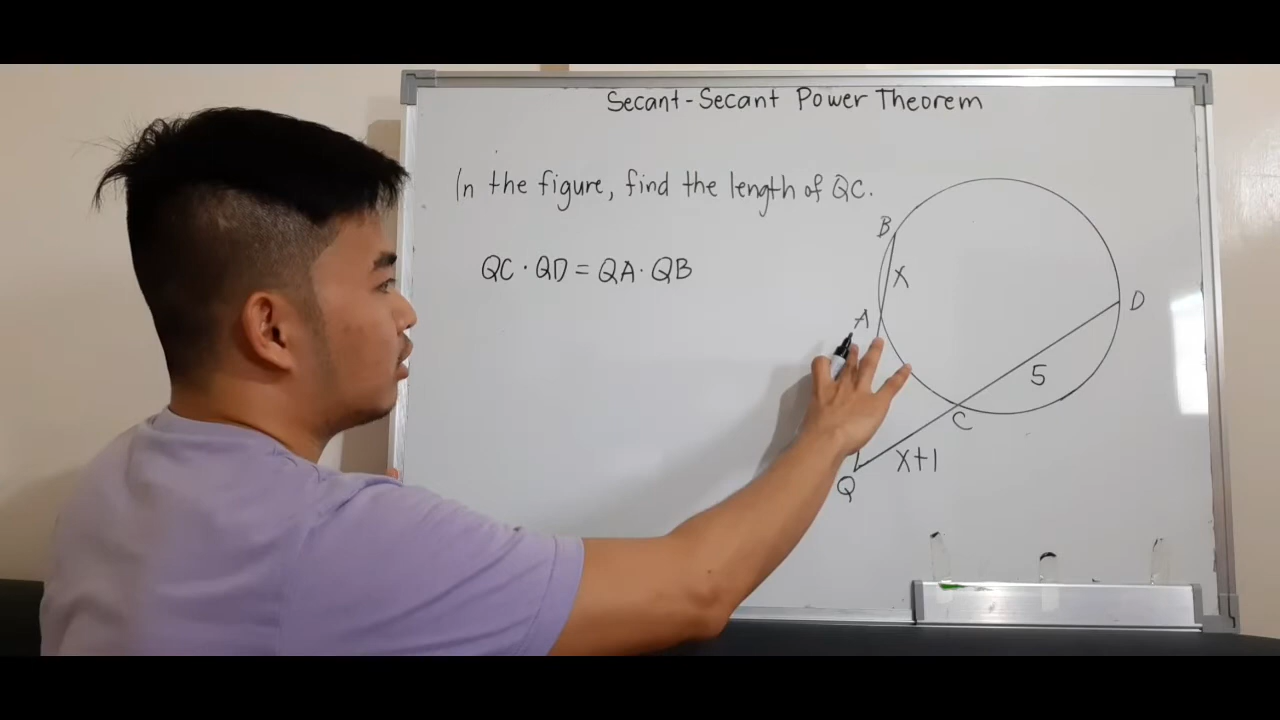 Secant-Secant Power Theorem
In the figure, find the length of QC.
QC · QD = QA · QB
B
X
A
D
5
C
X+1
Q